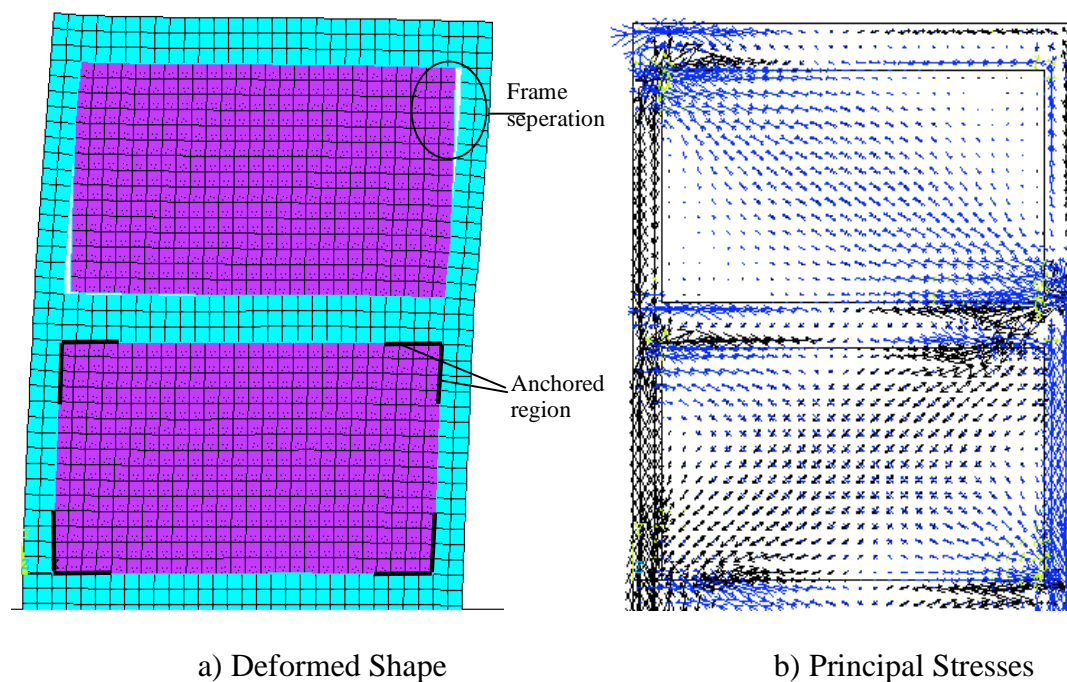 Frame
seperation
Anchored
region
a) Deformed Shape
b) Principal Stresses